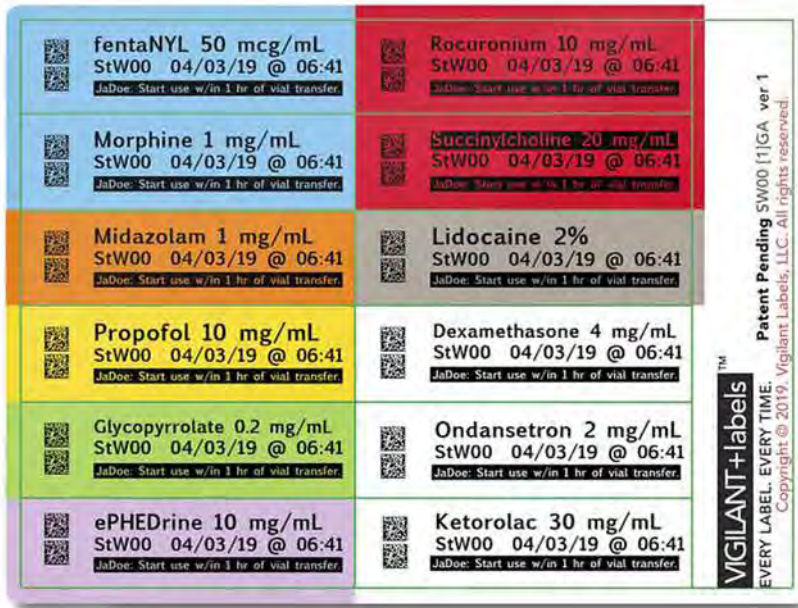 fentaNYL 50 mcg/mL
StW00 04/03/19 @ 06:41
JaDoe: Start use w/in 1 hr of vial transfer.
Morphine 1 mg/mL
StW00 04/03/19 @ 06:41
JaDoe: Start use w/in 1 hr of vial transfer.
Midazolam 1 mg/mL
StW00 04/03/19 @ 06:41
JaDoe: Start use w/in 1 hr of vial transfer.
Propofol 10 mg/mL
StW00 04/03/19 @ 06:41
JaDoe: Start use w/in 1 hr of vial transfer.
Glycopyrrolate 0.2 mg/mL
StW00 04/03/19 @ 06:41
JaDoe: Start use w/in 1 hr of vial transfer.
ePHEDrine 10 mg/mL
StW00 04/03/19 @ 06:41
JaDoe: Start use w/in 1 hr of vial transfer.
Rocuronium 10 mg/mL
StW00 04/03/19 @ 06:41
JaDoe: Start use w/in 1 hr of vial transfer.
Succinylcholine 20 mg/mL
StW00 04/03/19 @ 06:41
JaDoe: Start use w/in 1 hr of vial transfer.
Lidocaine 2%
StW00 04/03/19 @ 06:41
JaDoe: Start use w/in 1 hr of vial transfer.
Dexamethasone 4 mg/mL
StW00 04/03/19 @ 06:41
JaDoe: Start use w/in 1 hr of vial transfer.
Ondansetron 2 mg/mL
StW00 04/03/19 @ 06:41
JaDoe: Start use w/in 1 hr of vial transfer.
Ketorolac 30 mg/mL
StW00 04/03/19 @ 06:41
JaDoe: Start use w/in 1 hr of vial transfer.
VIGILANT+labels™
EVERY LABEL. EVERY TIME. Patent Pending SW00 [1]GA ver 1
Copyright © 2019. Vigilant Labels, LLC. All rights reserved.